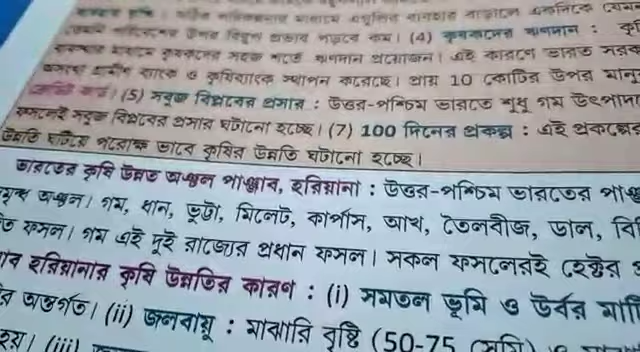 (4) কৃষকদের ঋণদান : কৃ
কৃষকদের সহজ শর্তে ঋণদান প্রয়োজন। এই কারণে ভারত সরক
গ্রামীণ ব্যাংক ও কৃষিব্যাংক স্থাপন করেছে। প্রায় 10 কোটির উপর মানু
(5) সবুজ বিপ্লবের প্রসার : উত্তর-পশ্চিম ভারতে শুধু গম উৎপাদ
ফসলেই সবুজ বিপ্লবের প্রসার ঘটানো হচ্ছে। (7) 100 দিনের প্রকল্প : এই প্রকল্পের
উন্নতি ঘটিয়ে পরোক্ষ ভাবে কৃষির উন্নতি ঘটানো হচ্ছে।
ভারতের কৃষি উন্নত অঞ্চল পাঞ্জাব, হরিয়ানা : উত্তর-পশ্চিম ভারতের পাঞ্জ
অঞ্চল। গম, ধান, ভুট্টা, মিলেট, কার্পাস, আখ, তৈলবীজ, ডাল, বি
ফসল। গম এই দুই রাজ্যের প্রধান ফসল। সকল ফসলেরই হেক্টর
ব হরিয়ানার কৃষি উন্নতির কারণ : (i) সমতল ভূমি ও উর্বর মাটি
র অন্তর্গত। (ii) জলবায়ু : মাঝারি বৃষ্টি (50-75 সেমি) ও
হয়। (iii)